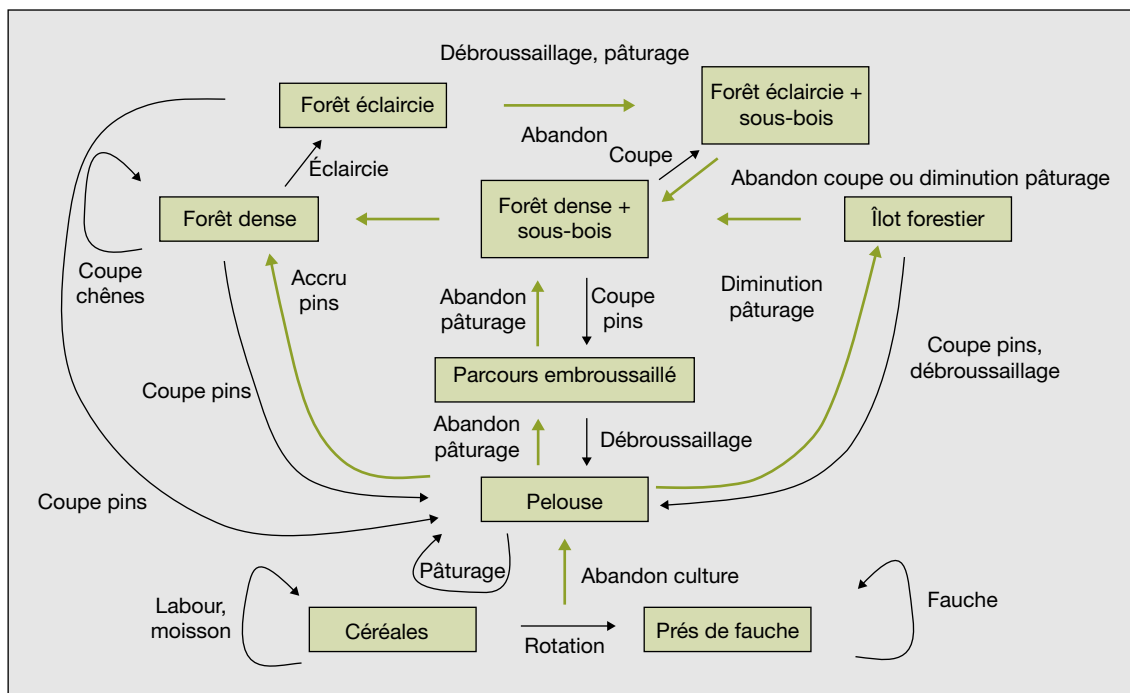 Débroussaillage, pâturage
Forêt éclaircie
Forêt éclaircie +
sous-bois
Abandon
Coupe
Éclaircie
Abandon coupe ou diminution pâturage
Forêt dense
Forêt dense +
sous-bois
Îlot forestier
Coupe
chênes
Accru
pins
Abandon
pâturage
Coupe
pins
Diminution
pâturage
Coupe pins,
débroussaillage
Parcours embroussaillé
Coupe pins
Abandon
pâturage
Débroussaillage
Coupe pins
Pelouse
Pâturage
Abandon culture
Labour,
moisson
Céréales
Rotation
Prés de fauche
Fauche